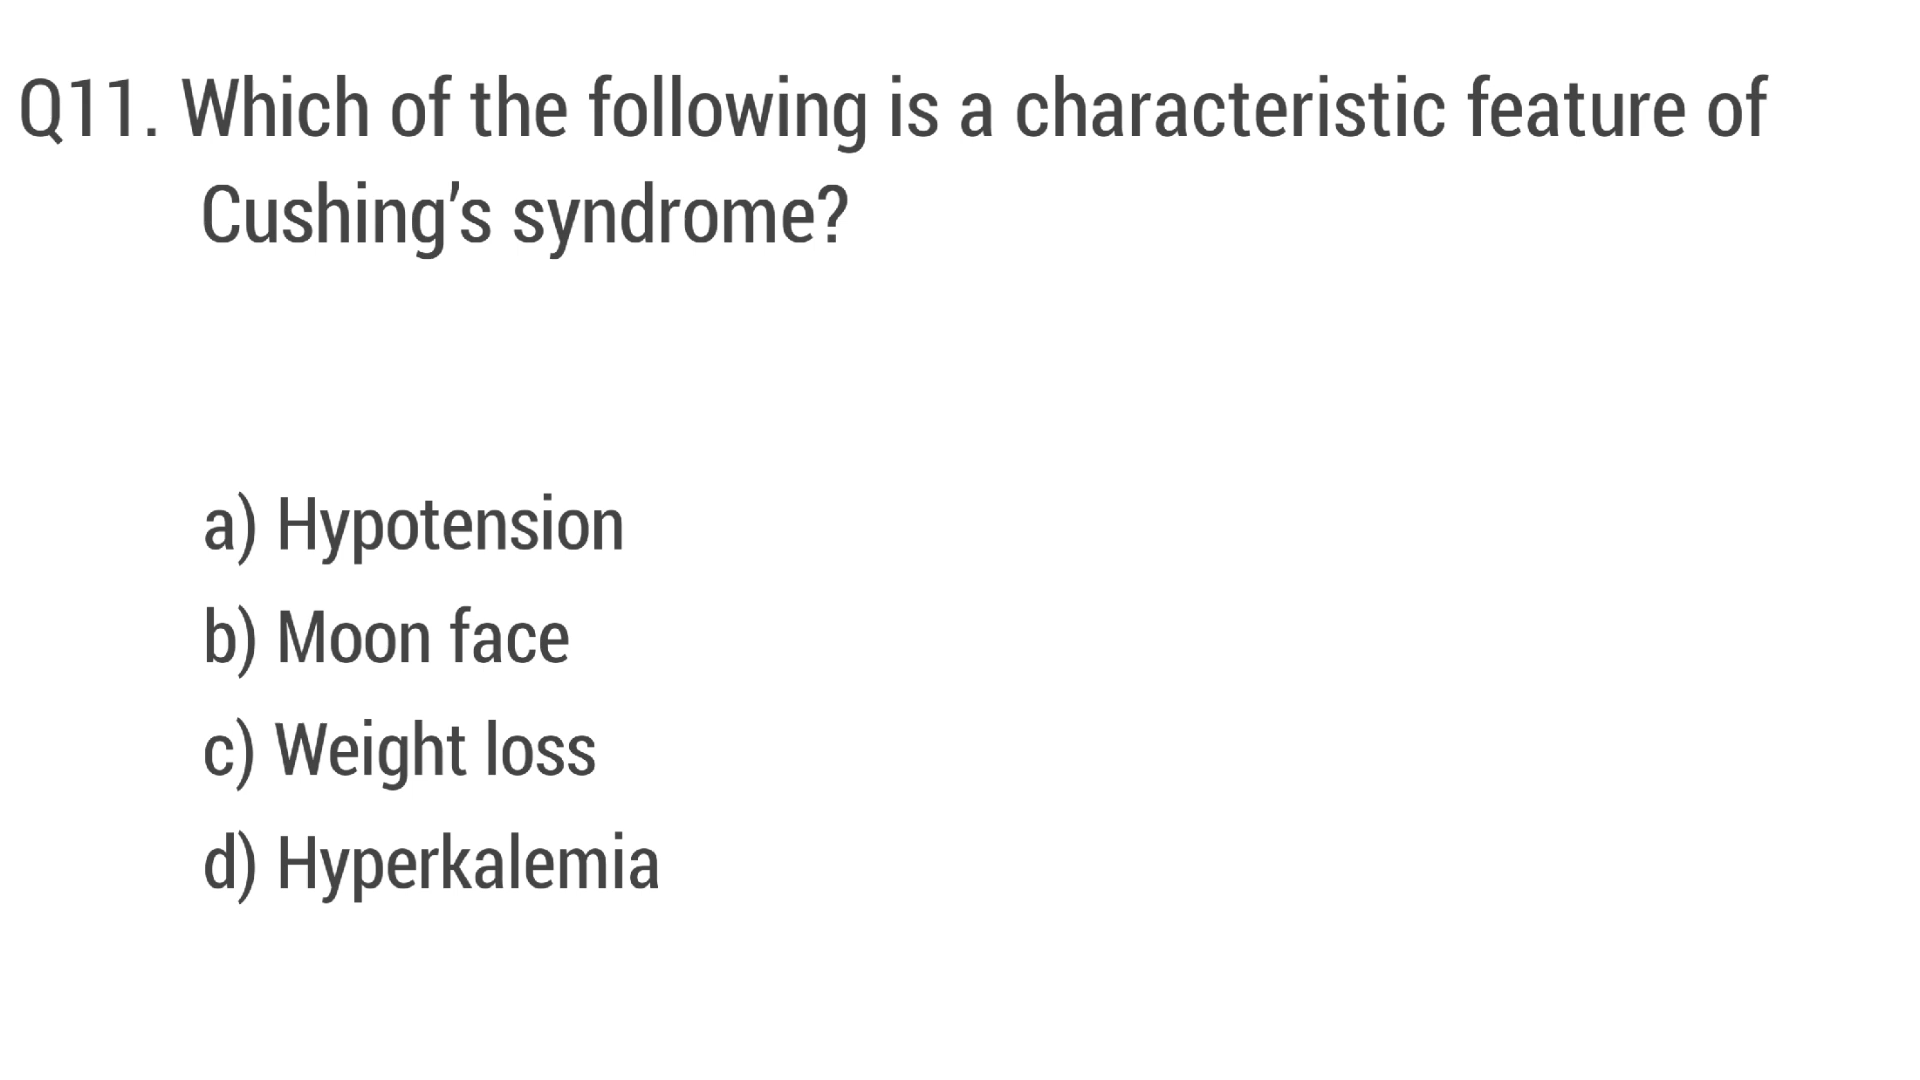 Q11. Which of the following is a characteristic feature of
Cushing’s syndrome?
a) Hypotension
b) Moon face
c) Weight loss
d) Hyperkalemia